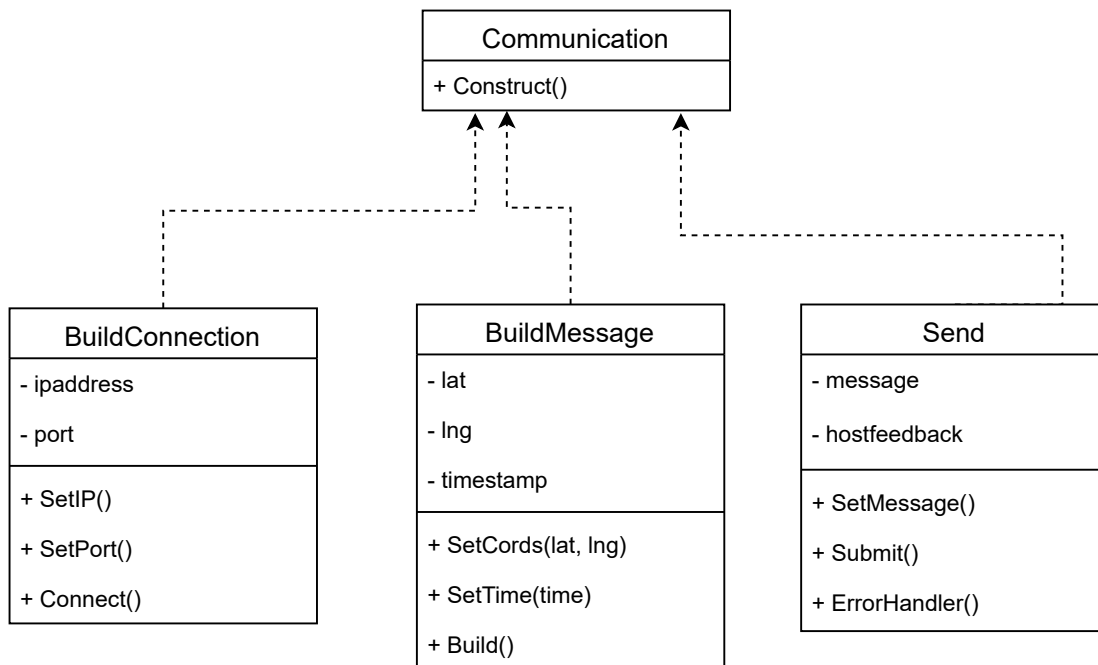 Communication
+ Construct()
BuildConnection
- ipaddress
- port
+ SetIP()
+ SetPort()
+ Connect()
BuildMessage
- lat
- lng
- timestamp
+ SetCords(lat, lng)
+ SetTime(time)
+ Build()
Send
- message
- hostfeedback
+ SetMessage()
+ Submit()
+ ErrorHandler()